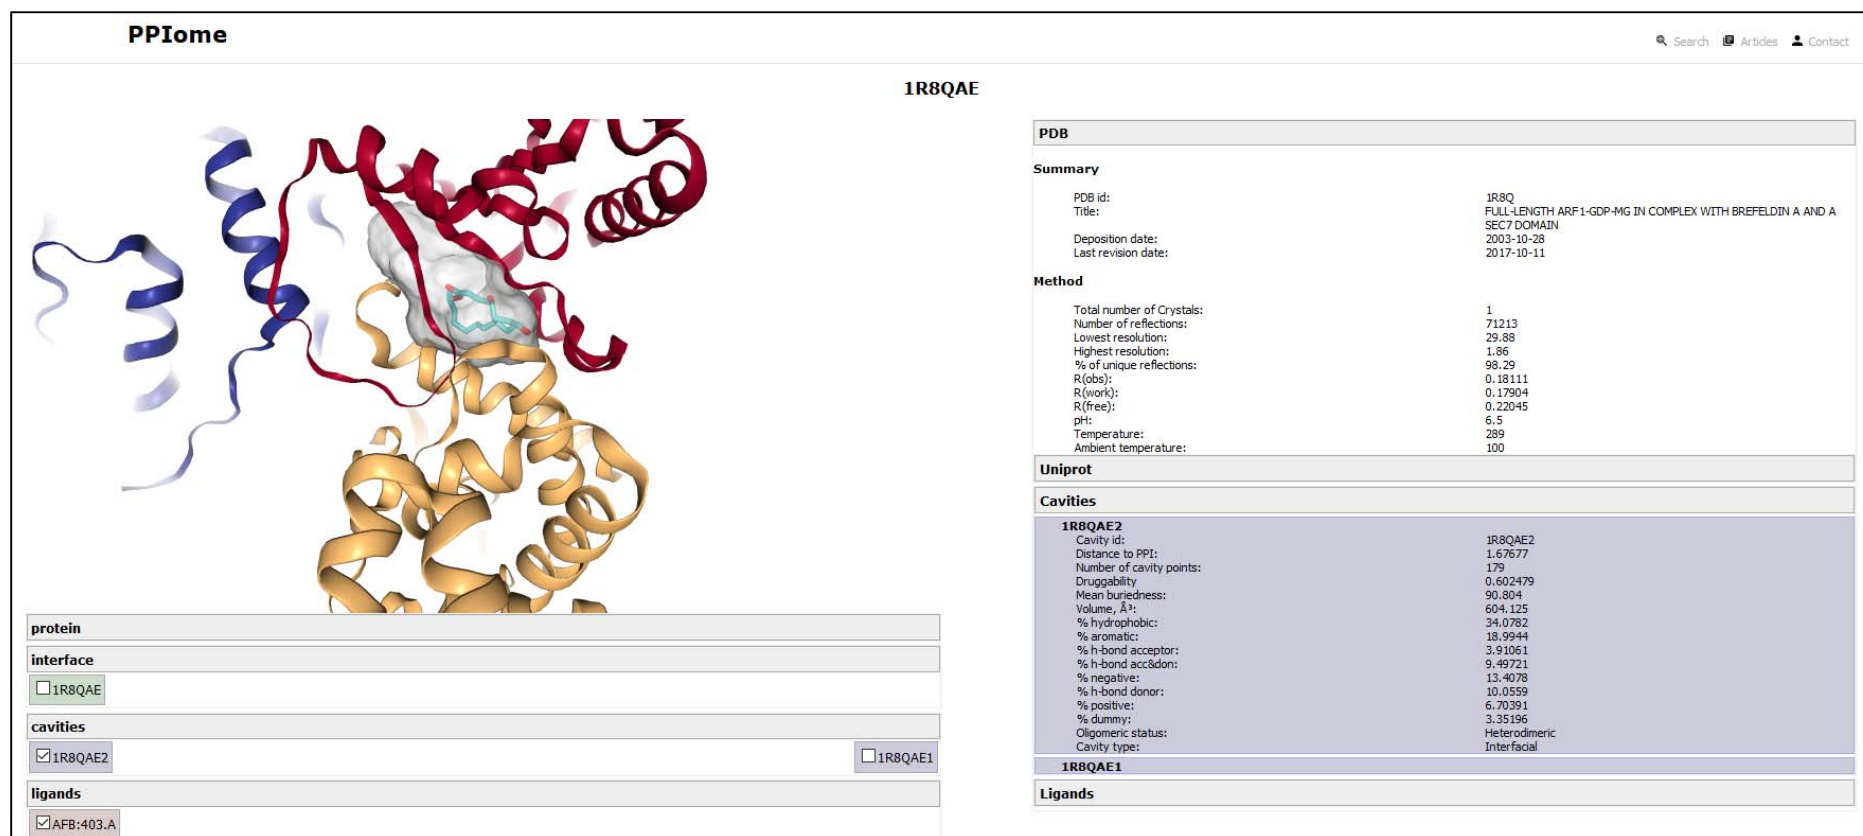 PPIome
Search Articles Contact
1R8QAE
protein
interface
1R8QAE
cavities
1R8QAE2 1R8QAE1
ligands
AFB:403.A
PDB
Summary
PDB id: 1R8Q
Title: FULL-LENGTH ARF1-GDP-MG IN COMPLEX WITH BREFELDIN A AND A
SEC7 DOMAIN
Deposition date: 2003-10-28
Last revision date: 2017-10-11
Method
Total number of Crystals: 1
Number of reflections: 71213
Lowest resolution: 29.88
Highest resolution: 1.86
% of unique reflections: 98.29
R(obs): 0.18111
R(work): 0.17904
R(free): 0.22045
pH: 6.5
Temperature: 289
Ambient temperature: 100
Uniprot
Cavities
1R8QAE2
Cavity id: 1R8QAE2
Distance to PPI: 1.67677
Number of cavity points: 179
Druggability 0.602479
Mean buriedness: 90.804
Volume, Å³: 604.125
% hydrophobic: 34.0782
% aromatic: 18.9944
% h-bond acceptor: 3.91061
% h-bond acc&don: 9.49721
% negative: 13.4078
% h-bond donor: 10.0559
% positive: 6.70391
% dummy: 3.35196
Oligomeric status: Heterodimeric
Cavity type: Interfacial
1R8QAE1
Ligands